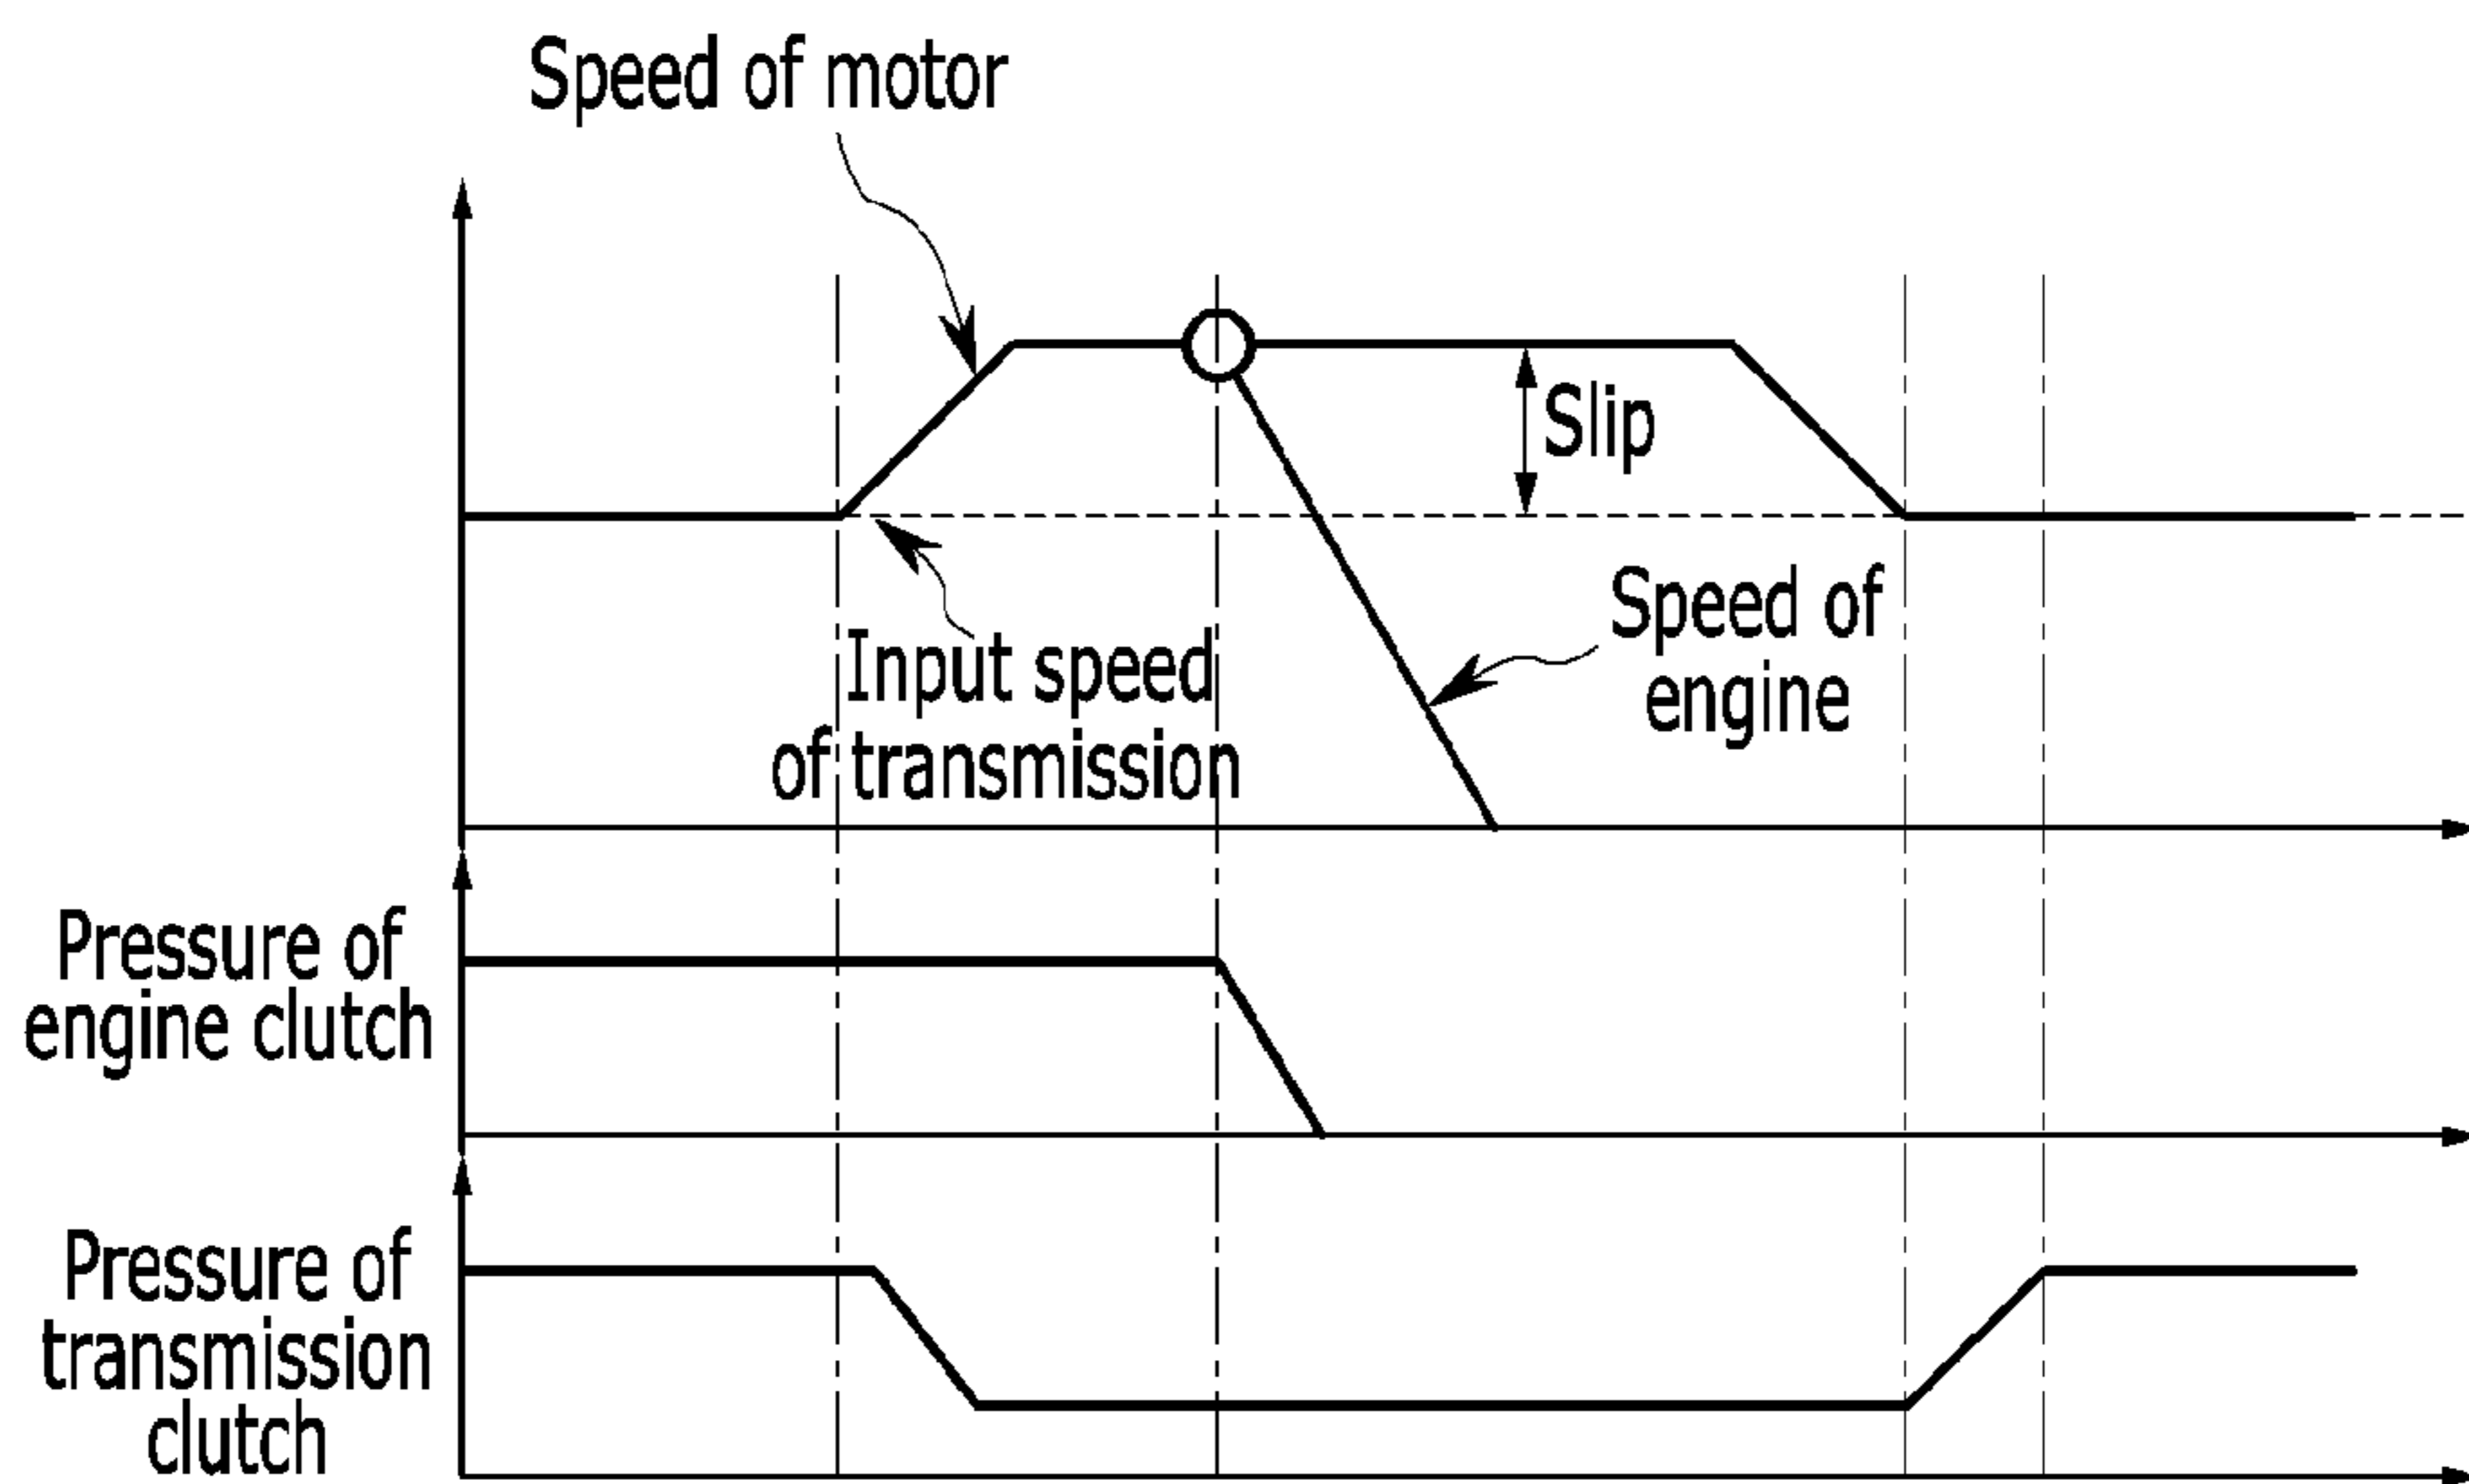 Speed of motor
Slip
Input speed
of transmission
Speed of
engine
Pressure of
engine clutch
Pressure of
transmission
clutch